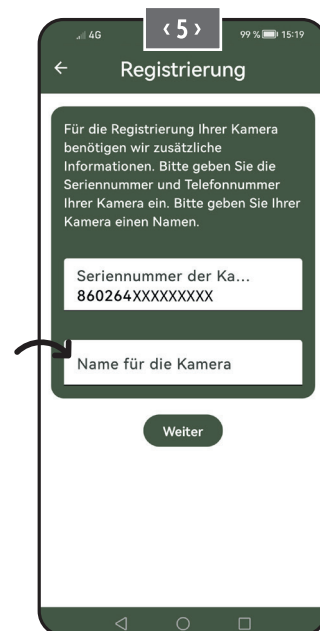 ‹ 5 ›
4G
99 % 15:19
← Registrierung
Für die Registrierung Ihrer Kamera
benötigen wir zusätzliche
Informationen. Bitte geben Sie die
Seriennummer und Telefonnummer
Ihrer Kamera ein. Bitte geben Sie Ihrer
Kamera einen Namen.
Seriennummer der Ka...
860264XXXXXXXXX
Name für die Kamera
Weiter